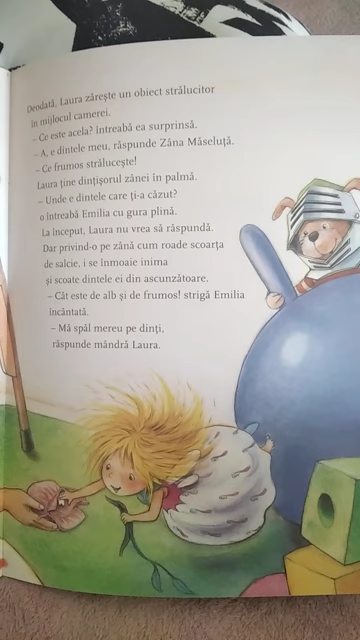 Deodată, Laura zărește un obiect strălucitor
în mijlocul camerei.
– Ce este acela? întreabă ea surprinsă.
– A, e dintele meu, răspunde Zâna Măseluță.
– Ce frumos strălucește!
Laura ține dințișorul zânei în palmă.
– Unde e dintele care ți-a căzut?
o întreabă Emilia cu gura plină.
La început, Laura nu vrea să răspundă.
Dar privind-o pe zână cum roade scoarța
de salcie, i se înmoaie inima
și scoate dintele ei din ascunzătoare.
– Cât este de alb și de frumos! strigă Emilia
încântată.
– Mă spăl mereu pe dinți,
răspunde mândră Laura.